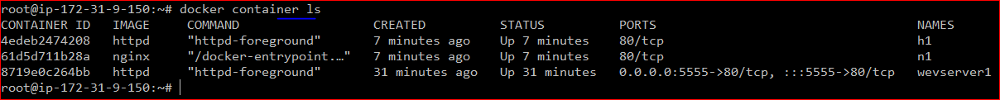 root@ip-172-31-9-150:~# docker container ls
CONTAINER ID   IMAGE     COMMAND                  CREATED          STATUS          PORTS                                   NAMES
4edeb2474208   httpd     "httpd-foreground"       7 minutes ago    Up 7 minutes    80/tcp                                  h1
61d5d711b28a   nginx     "/docker-entrypoint.…"   7 minutes ago    Up 7 minutes    80/tcp                                  n1
8719e0c264bb   httpd     "httpd-foreground"       31 minutes ago   Up 31 minutes   0.0.0.0:5555->80/tcp, :::5555->80/tcp   wevserver1
root@ip-172-31-9-150:~#